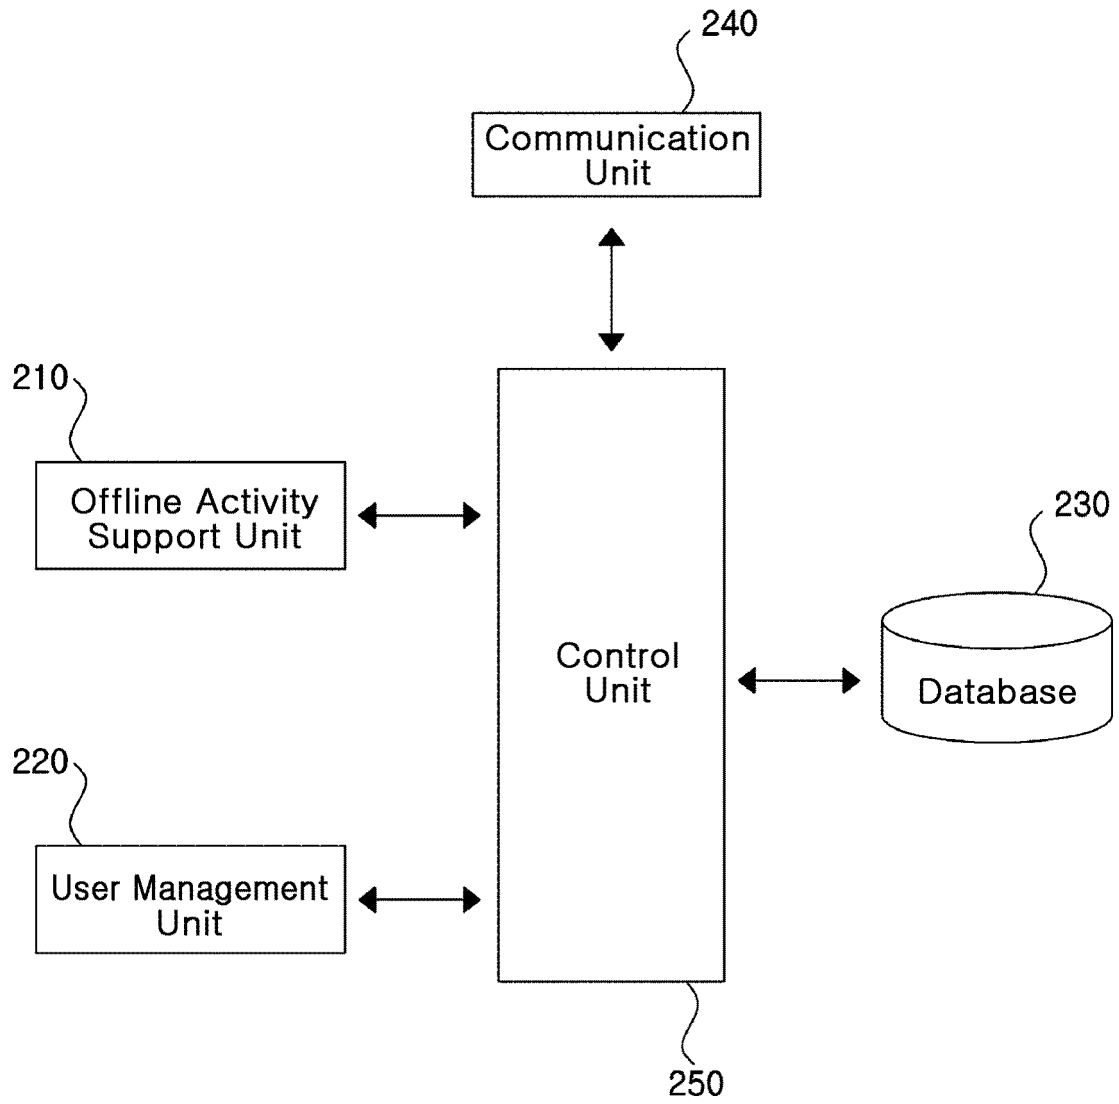 240
Communication
Unit
210
Offline Activity
Support Unit
230
Control
Unit
Database
220
User Management
Unit
250